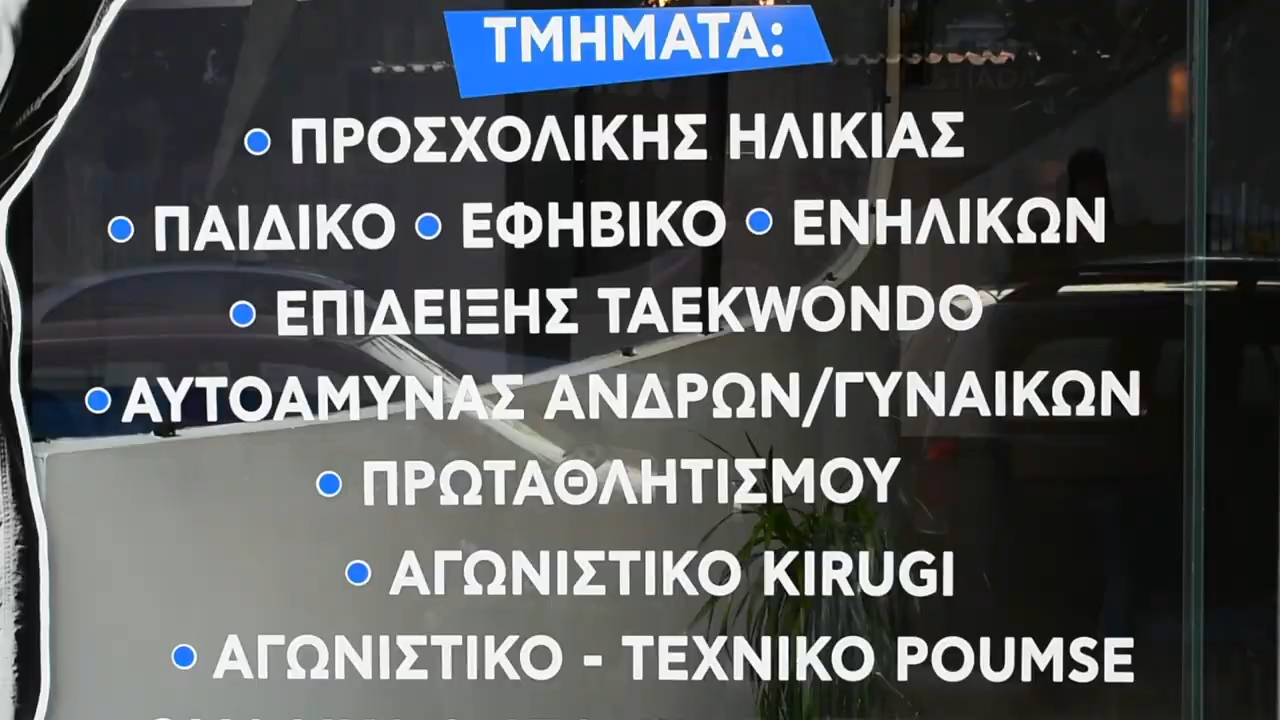 ΤΜΗΜΑΤΑ:
• ΠΡΟΣΧΟΛΙΚΗΣ ΗΛΙΚΙΑΣ
• ΠΑΙΔΙΚΟ • ΕΦΗΒΙΚΟ • ΕΝΗΛΙΚΩΝ
• ΕΠΙΔΕΙΞΗΣ TAEKWONDO
• ΑΥΤΟΑΜΥΝΑΣ ΑΝΔΡΩΝ/ΓΥΝΑΙΚΩΝ
• ΠΡΩΤΑΘΛΗΤΙΣΜΟΥ
• ΑΓΩΝΙΣΤΙΚΟ KIRUGI
• ΑΓΩΝΙΣΤΙΚΟ - ΤΕΧΝΙΚΟ POUMSE